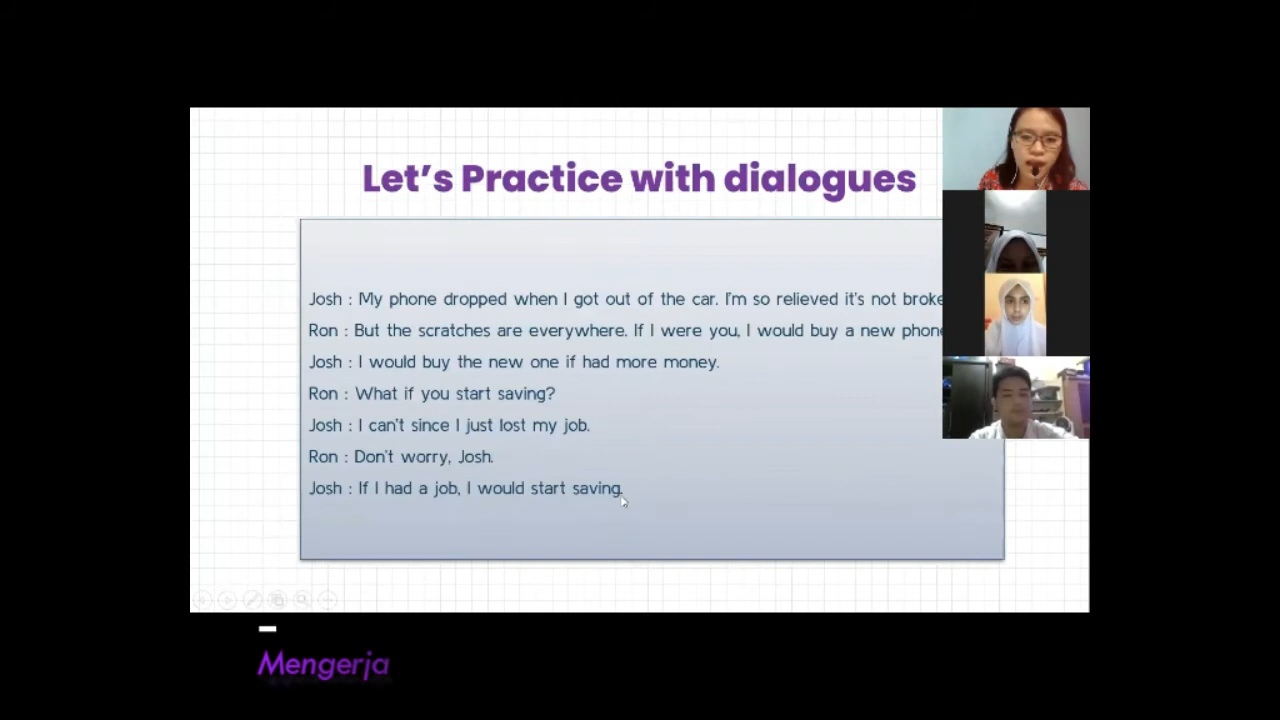 Let's Practice with dialogues
Josh : My phone dropped when I got out of the car. I'm so relieved it's not broke
Ron : But the scratches are everywhere. If I were you, I would buy a new phone
Josh : I would buy the new one if had more money.
Ron : What if you start saving?
Josh : I can't since I just lost my job.
Ron : Don't worry, Josh.
Josh : If I had a job, I would start saving.
Mengerja